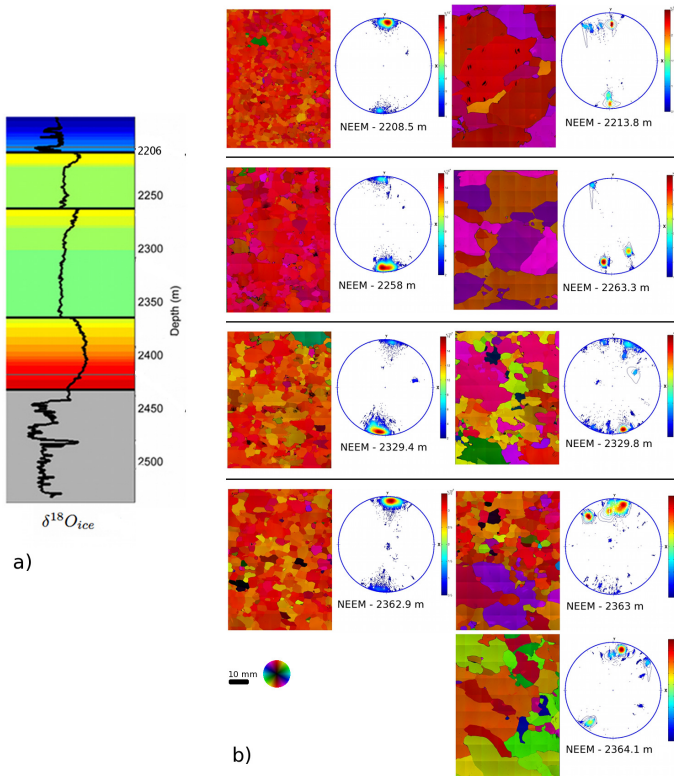 2206
2250
2300
2350
2400
2450
2500
Depth (m)
δ18Oice
a)
NEEM - 2208.5 m
NEEM - 2213.8 m
NEEM - 2258 m
NEEM - 2263.3 m
NEEM - 2329.4 m
NEEM - 2329.8 m
NEEM - 2362.9 m
NEEM - 2363 m
10 mm
NEEM - 2364.1 m
b)